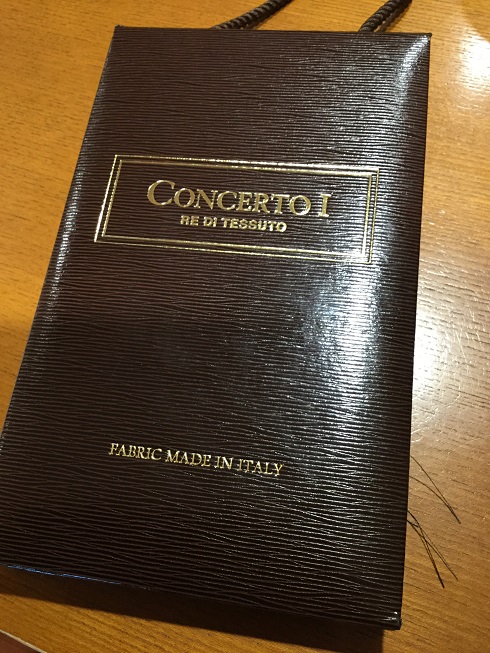 CONCERTO I
RE DI TESSUTO
FABRIC MADE IN ITALY